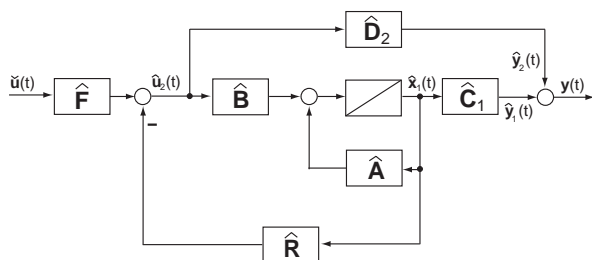 D̂₂
ǔ(t)
F̂
û₂(t)
B̂
x̂₁(t)
Ĉ₁
ŷ₂(t)
ŷ₁(t)
y(t)
–
Â
R̂